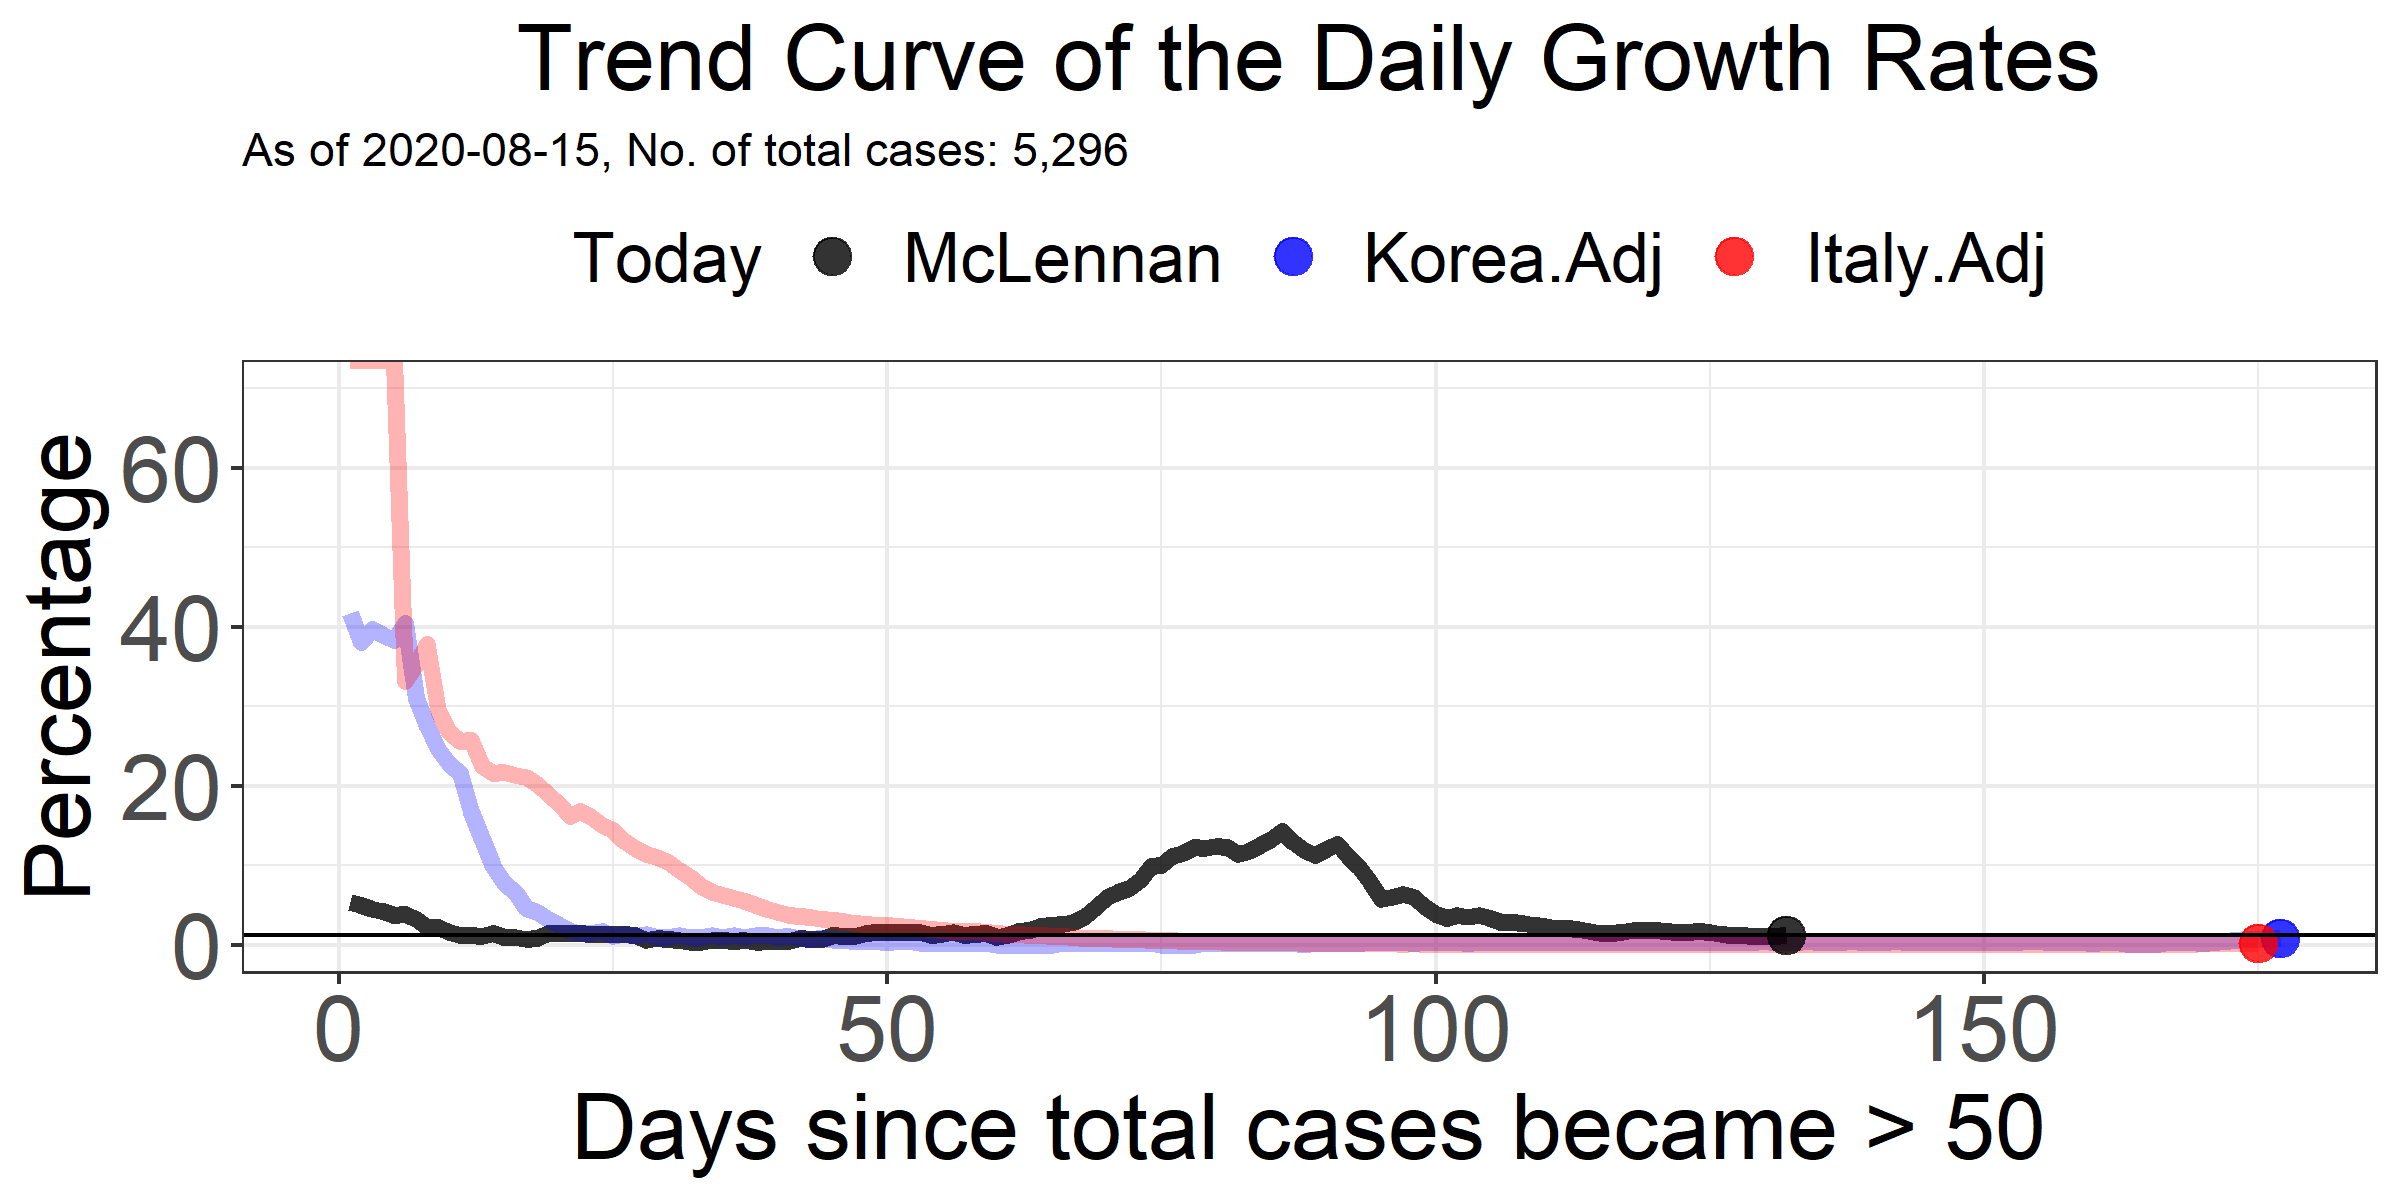 Trend Curve of the Daily Growth Rates
As of 2020-08-15, No. of total cases: 5,296
Today McLennan Korea.Adj Italy.Adj
Percentage
60
40
20
0
0 50 100 150
Days since total cases became > 50